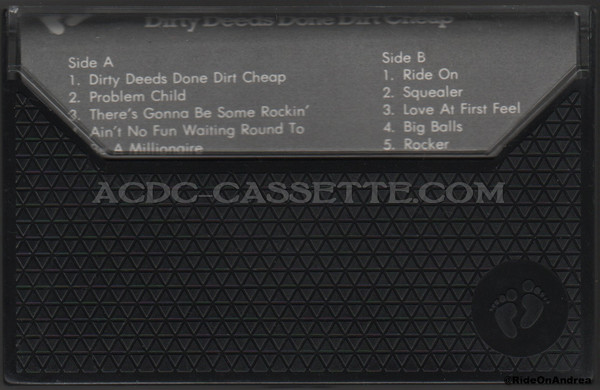 Dirty Deeds Done Dirt Cheap
Side A
1. Dirty Deeds Done Dirt Cheap
2. Problem Child
3. There's Gonna Be Some Rockin'
Ain't No Fun Waiting Round To
A Millionaire
Side B
1. Ride On
2. Squealer
3. Love At First Feel
4. Big Balls
5. Rocker
ACDC-CASSETTE.COM
@RideOnAndrea